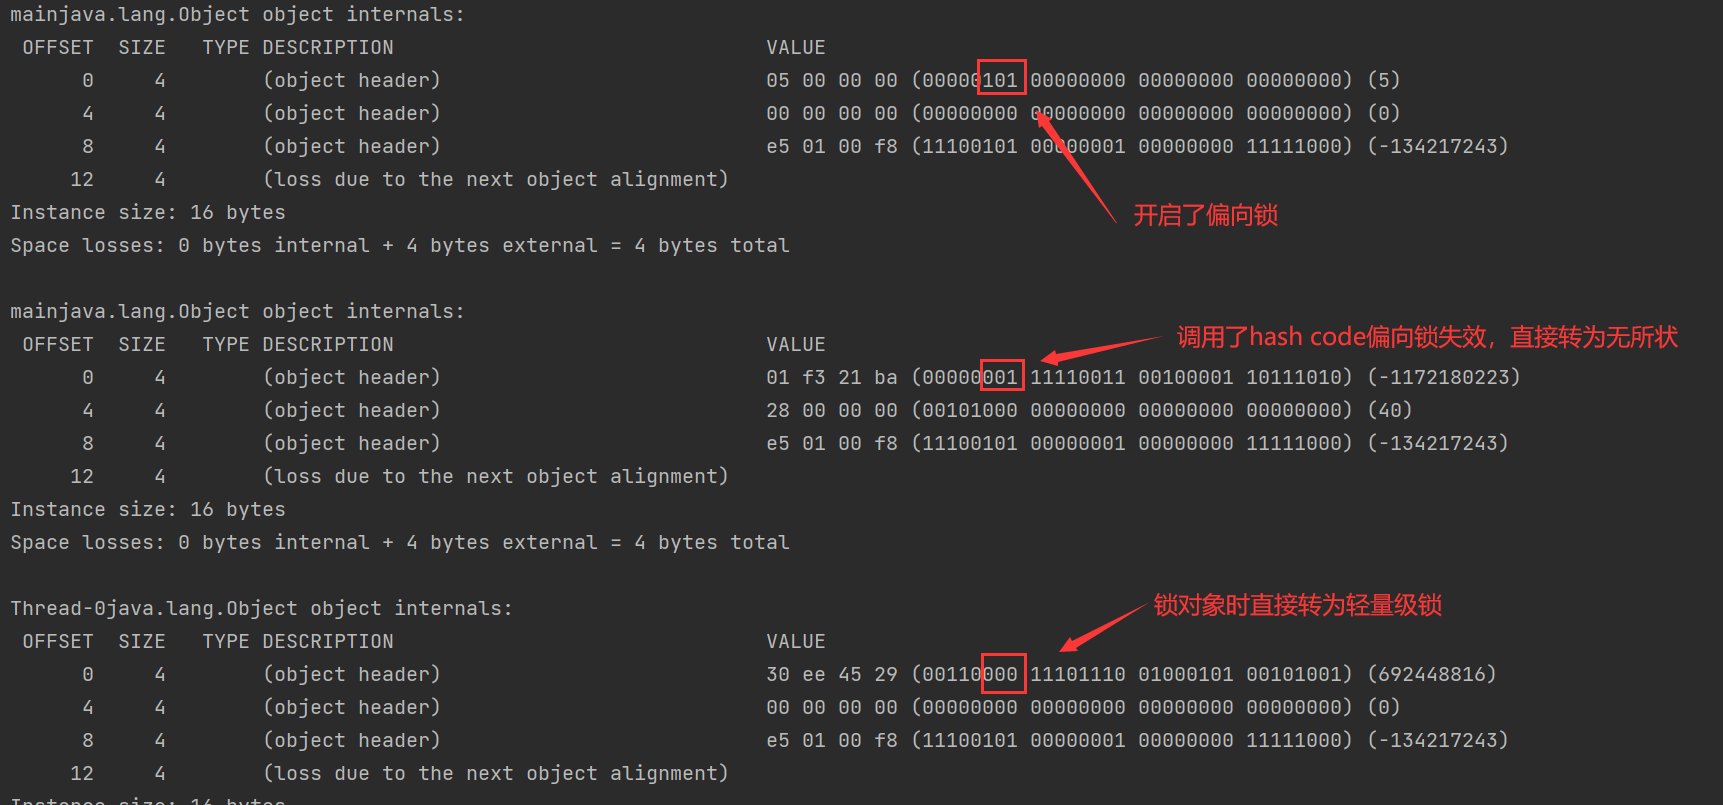 mainjava.lang.Object object internals:
OFFSET  SIZE   TYPE DESCRIPTION                               VALUE
0     4        (object header)                           05 00 00 00 (00000101 00000000 00000000 00000000) (5)
4     4        (object header)                           00 00 00 00 (00000000 00000000 00000000 00000000) (0)
8     4        (object header)                           e5 01 00 f8 (11100101 00000001 00000000 11111000) (-134217243)
12     4        (loss due to the next object alignment)
Instance size: 16 bytes
开启了偏向锁
Space losses: 0 bytes internal + 4 bytes external = 4 bytes total
mainjava.lang.Object object internals:
调用了hash code偏向锁失效，直接转为无所状
OFFSET  SIZE   TYPE DESCRIPTION                               VALUE
0     4        (object header)                           01 f3 21 ba (00000001 11110011 00100001 10111010) (-1172180223)
4     4        (object header)                           28 00 00 00 (00101000 00000000 00000000 00000000) (40)
8     4        (object header)                           e5 01 00 f8 (11100101 00000001 00000000 11111000) (-134217243)
12     4        (loss due to the next object alignment)
Instance size: 16 bytes
Space losses: 0 bytes internal + 4 bytes external = 4 bytes total
Thread-0java.lang.Object object internals:
锁对象时直接转为轻量级锁
OFFSET  SIZE   TYPE DESCRIPTION                               VALUE
0     4        (object header)                           30 ee 45 29 (00110000 11101110 01000101 00101001) (692448816)
4     4        (object header)                           00 00 00 00 (00000000 00000000 00000000 00000000) (0)
8     4        (object header)                           e5 01 00 f8 (11100101 00000001 00000000 11111000) (-134217243)
12     4        (loss due to the next object alignment)
Instance size: 16 bytes